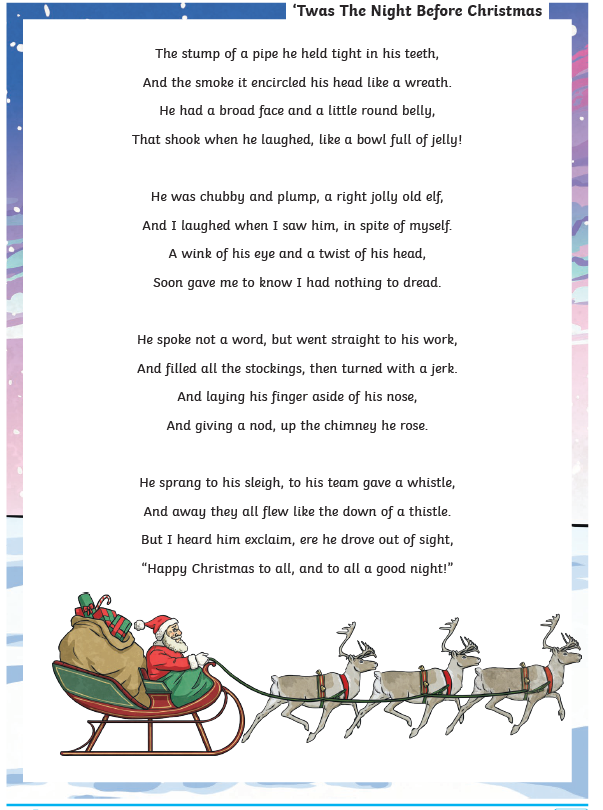 ‘Twas The Night Before Christmas
The stump of a pipe he held tight in his teeth,
And the smoke it encircled his head like a wreath.
He had a broad face and a little round belly,
That shook when he laughed, like a bowl full of jelly!
He was chubby and plump, a right jolly old elf,
And I laughed when I saw him, in spite of myself.
A wink of his eye and a twist of his head,
Soon gave me to know I had nothing to dread.
He spoke not a word, but went straight to his work,
And filled all the stockings, then turned with a jerk.
And laying his finger aside of his nose,
And giving a nod, up the chimney he rose.
He sprang to his sleigh, to his team gave a whistle,
And away they all flew like the down of a thistle.
But I heard him exclaim, ere he drove out of sight,
“Happy Christmas to all, and to all a good night!”